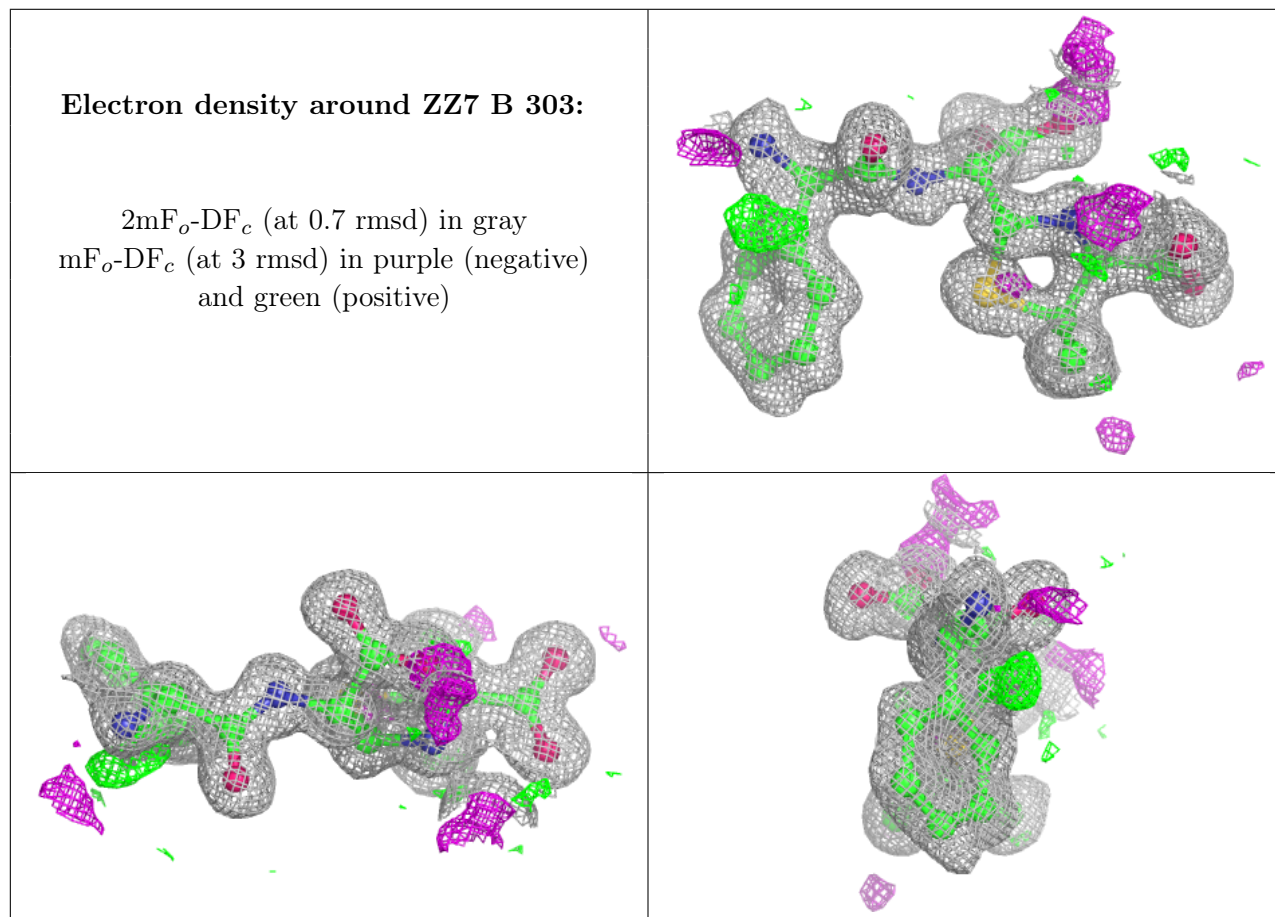 Electron density around ZZ7 B 303:
2mFo-DFc (at 0.7 rmsd) in gray
mFo-DFc (at 3 rmsd) in purple (negative)
and green (positive)